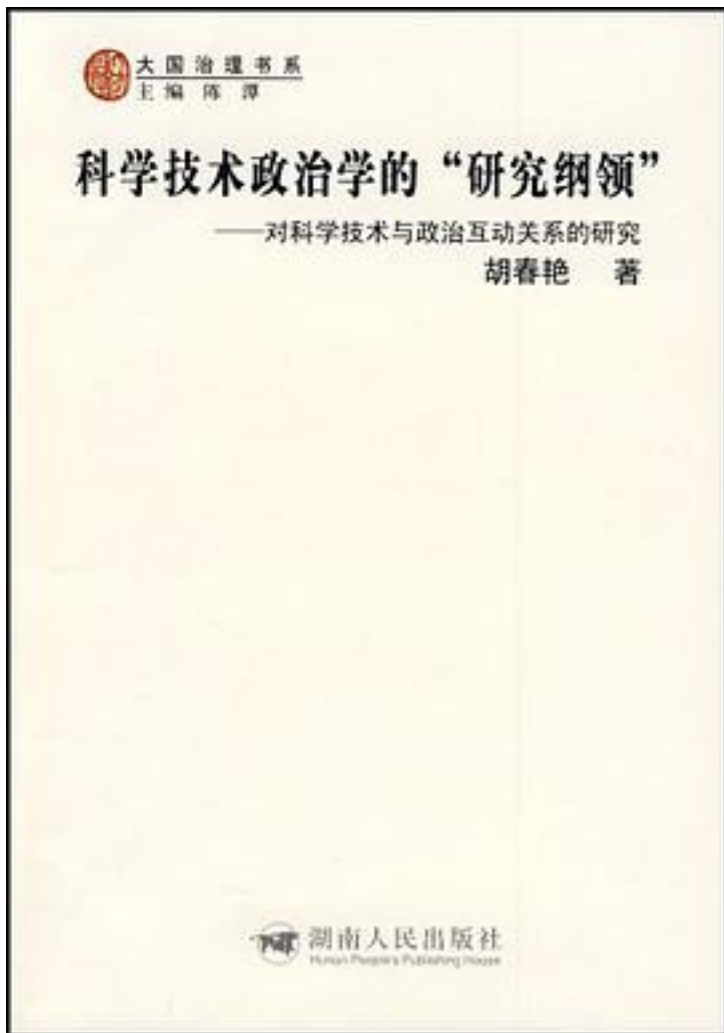 大国治理书系
主编 陈潭
科学技术政治学的“研究纲领”
——对科学技术与政治互动关系的研究
胡春艳 著
湖南人民出版社
Hunan People's Publishing House